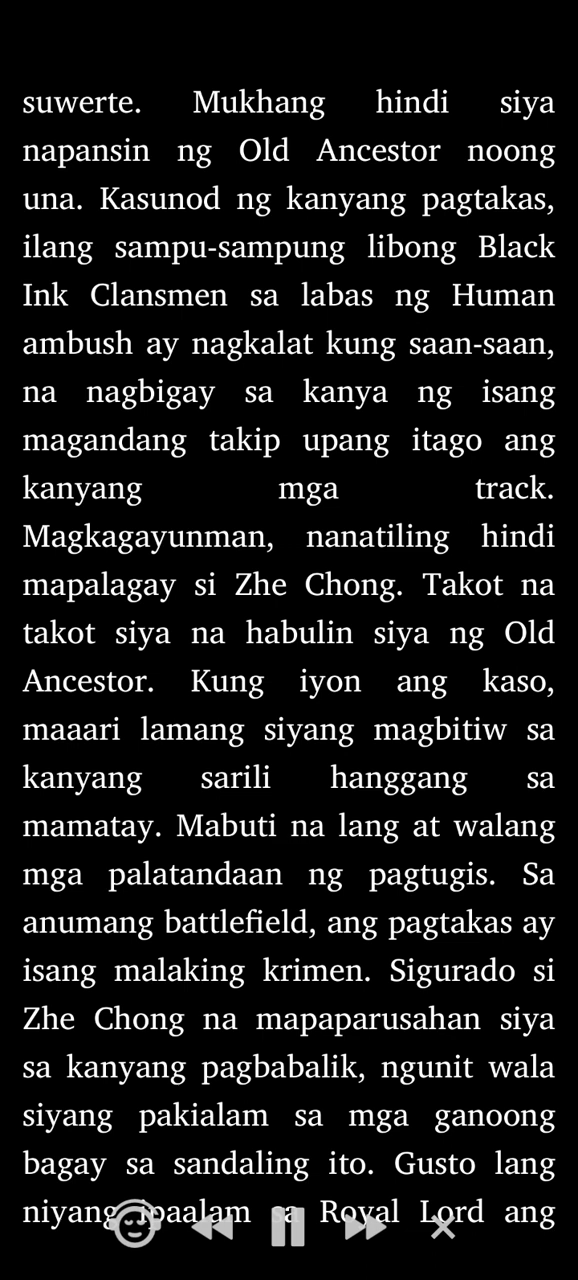 suwerte. Mukhang hindi siya
napansin ng Old Ancestor noong
una. Kasunod ng kanyang pagtakas,
ilang sampu-sampung libong Black
Ink Clansmen sa labas ng Human
ambush ay nagkalat kung saan-saan,
na nagbigay sa kanya ng isang
magandang takip upang itago ang
kanyang mga track.
Magkagayunman, nanatiling hindi
mapalagay si Zhe Chong. Takot na
takot siya na habulin siya ng Old
Ancestor. Kung iyon ang kaso,
maaari lamang siyang magbitiw sa
kanyang sarili hanggang sa
mamatay. Mabuti na lang at walang
mga palatandaan ng pagtugis. Sa
anumang battlefield, ang pagtakas ay
isang malaking krimen. Sigurado si
Zhe Chong na mapaparusahan siya
sa kanyang pagbabalik, ngunit wala
siyang pakialam sa mga ganoong
bagay sa sandaling ito. Gusto lang
niyang ipaalam sa Royal Lord ang